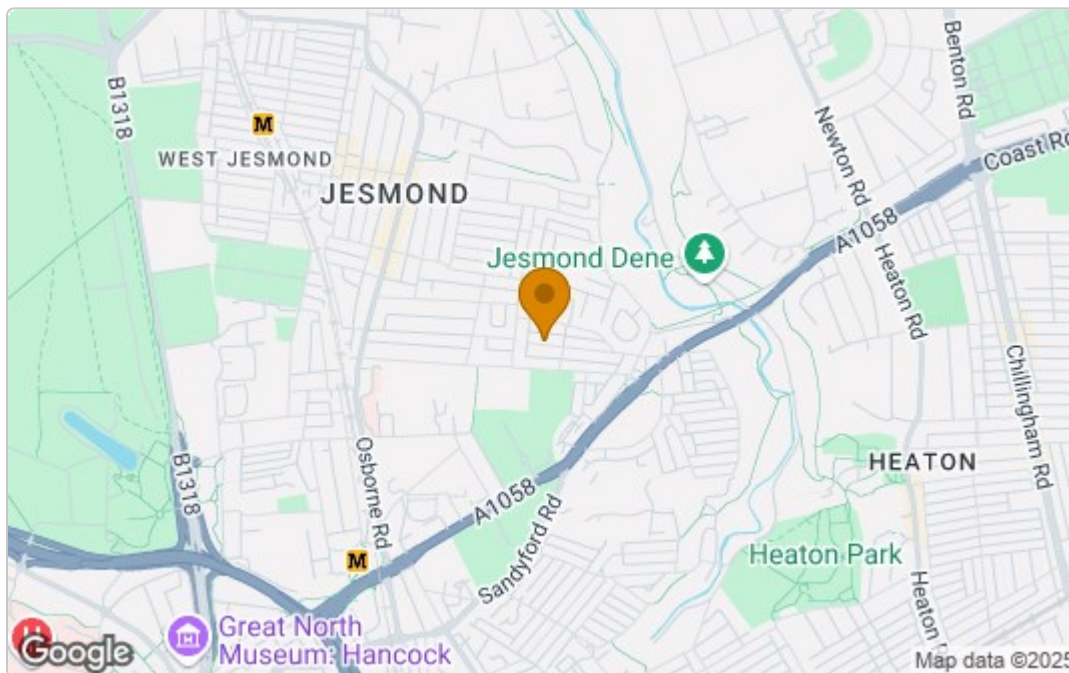 B1318
M
WEST JESMOND
JESMOND
Benton Rd
Newton Rd
Coast Rd
A1058
Jesmond Dene
Heaton Rd
Chillingham Rd
Osborne Rd
B1318
HEATON
A1058
Sandyford Rd
M
Heaton Park
Heaton
Great North
Museum: Hancock
H
Google
Map data ©2025